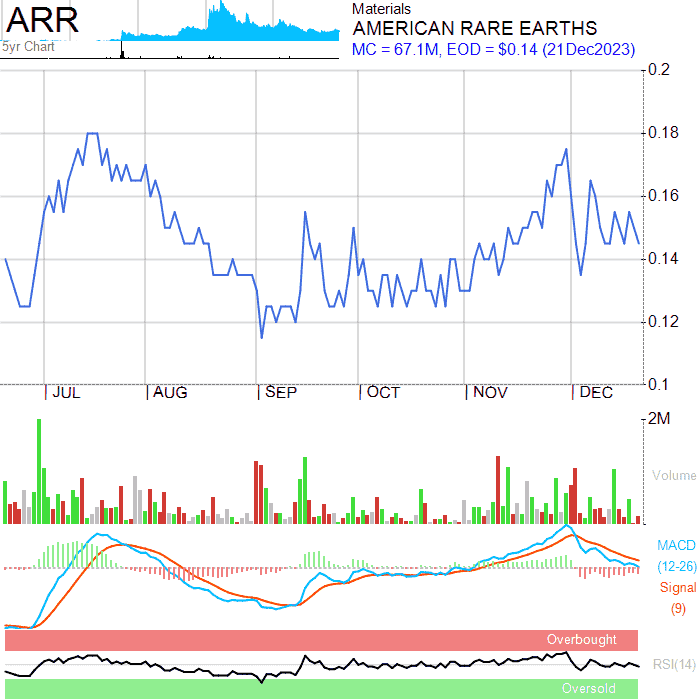 ARR
5yr Chart
Materials
AMERICAN RARE EARTHS
MC = 67.1M, EOD = $0.14 (21Dec2023)
0.2
0.18
0.16
0.14
0.12
0.1
JUL AUG SEP OCT NOV DEC
2M
Volume
MACD
(12-26)
Signal
(9)
Overbought
RSI(14)
Oversold